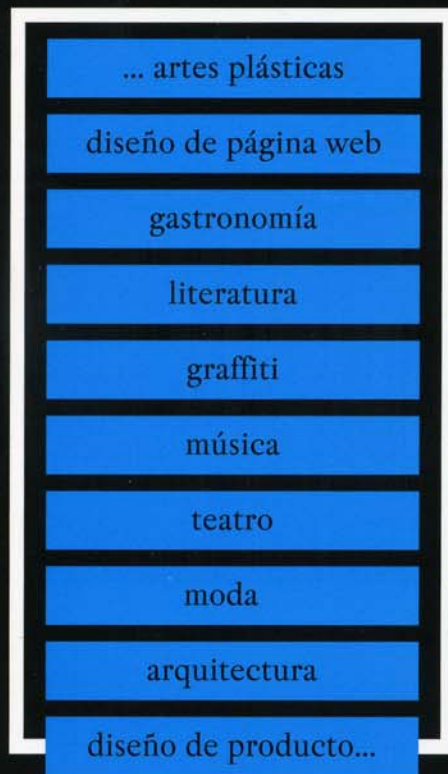 ... artes plásticas
diseño de página web
gastronomía
literatura
graffiti
música
teatro
moda
arquitectura
diseño de producto...